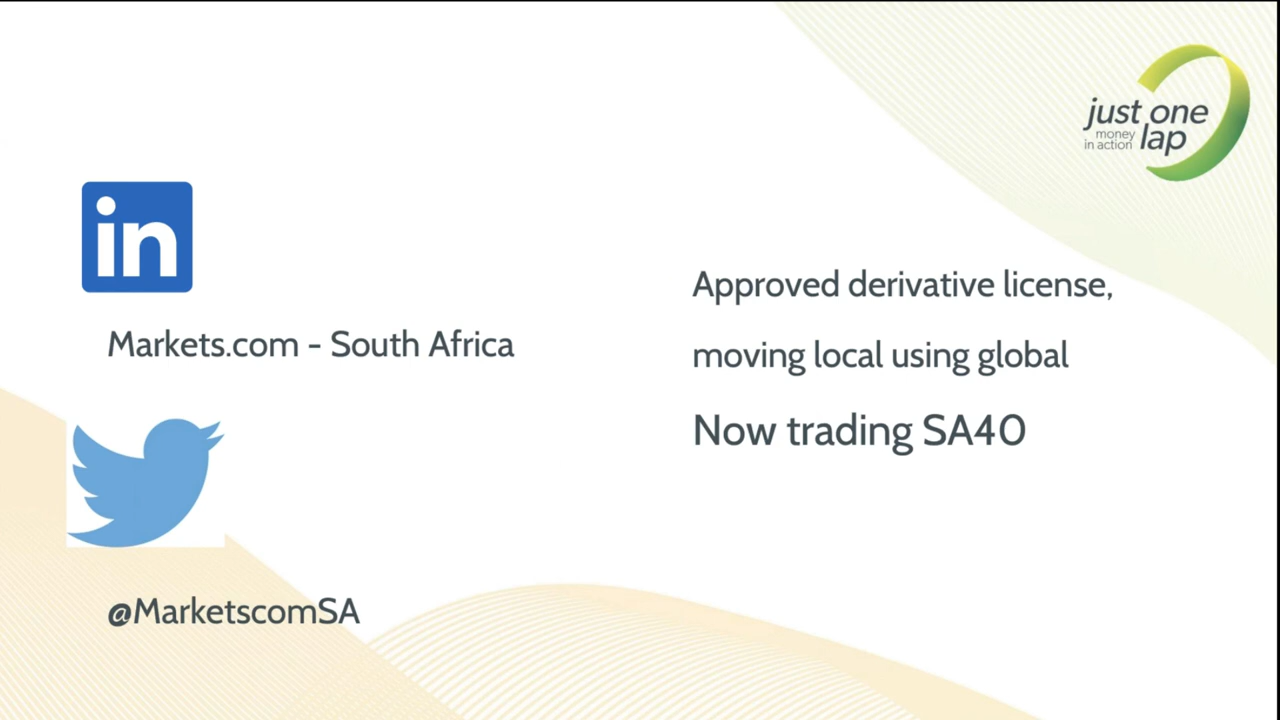 just one
money
in action lap
in
Markets.com - South Africa
@MarketscomSA
Approved derivative license,
moving local using global
Now trading SA40